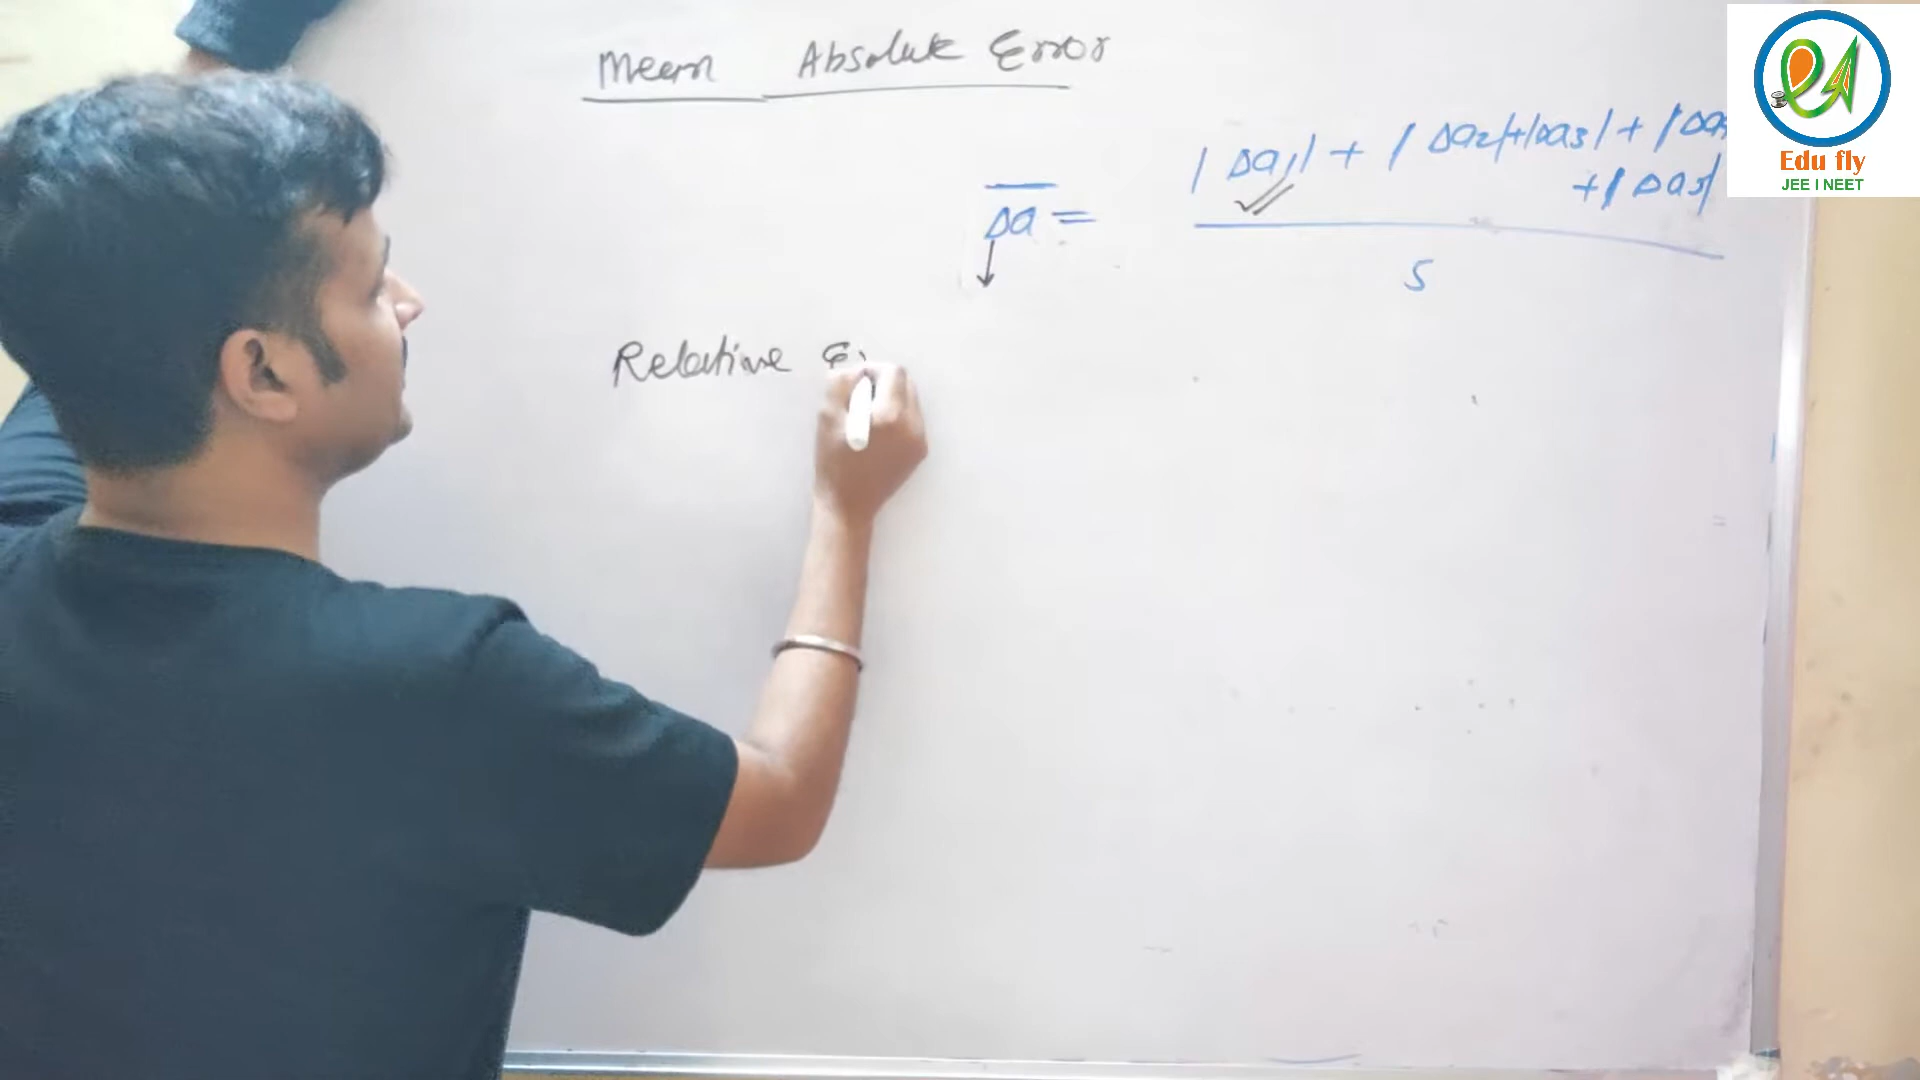 Mean Absolute Error
|Δa₁| + |Δa₂|+|Δa₃| + |Δa
+|Δa₅|
Δa =
5
Relative
Edu fly
JEE I NEET